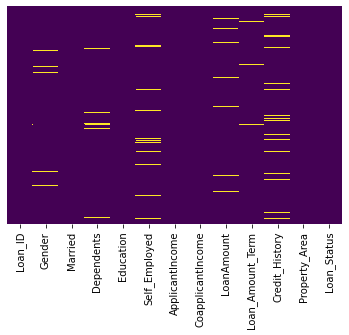 Loan_ID
Gender
Married
Dependents
Education
Self_Employed
ApplicantIncome
CoapplicantIncome
LoanAmount
Loan_Amount_Term
Credit_History
Property_Area
Loan_Status